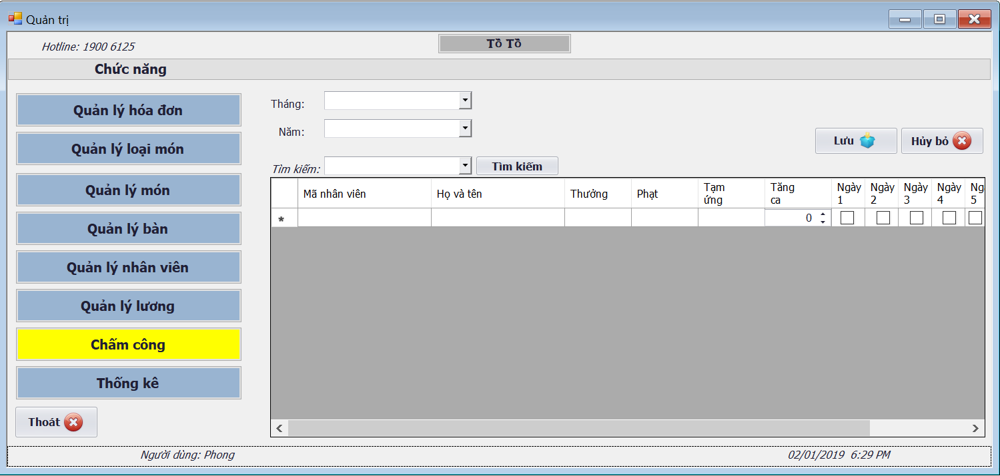 Quản trị
Hotline: 1900 6125
Tồ Tồ
Chức năng
Quản lý hóa đơn
Quản lý loại món
Quản lý món
Quản lý bàn
Quản lý nhân viên
Quản lý lương
Chấm công
Thống kê
Thoát
Tháng:
Năm:
Lưu
Hủy bỏ
Tìm kiếm:
Tìm kiếm
Mã nhân viên
Họ và tên
Thưởng
Phạt
Tạm
ứng
Tăng
ca
Ngày
1
Ngày
2
Ngày
3
Ngày
4
Ng
5
*
0
Người dùng: Phong
02/01/2019 6:29 PM